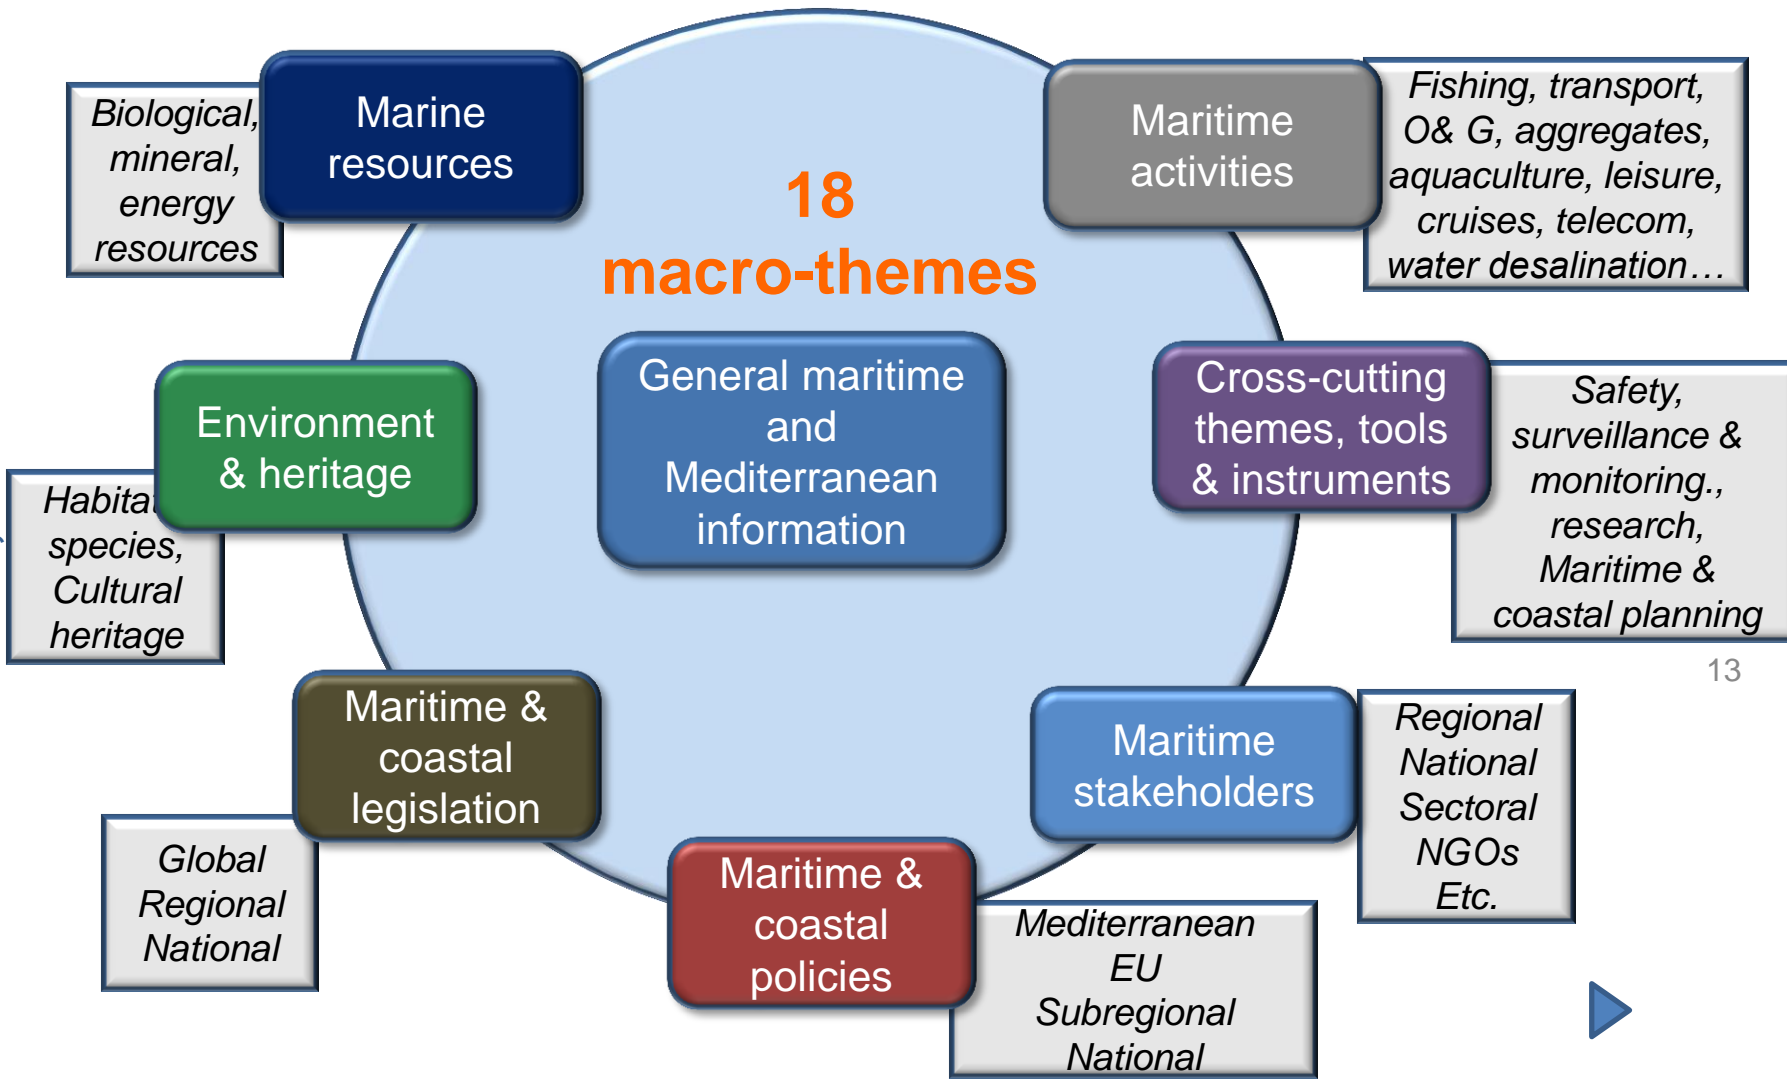 Marine
resources
Biological,
mineral,
energy
resources
18
macro-themes
Maritime
activities
Fishing, transport,
O& G, aggregates,
aquaculture, leisure,
cruises, telecom,
water desalination…
General maritime
and
Mediterranean
information
Environment
& heritage
species,
Cultural
heritage
Cross-cutting
themes, tools
& instruments
Safety,
surveillance &
monitoring.,
research,
Maritime &
coastal planning
13
Maritime &
coastal
legislation
Global
Regional
National
Maritime &
coastal
policies
Mediterranean
EU
Subregional
National
Maritime
stakeholders
Regional
National
Sectoral
NGOs
Etc.